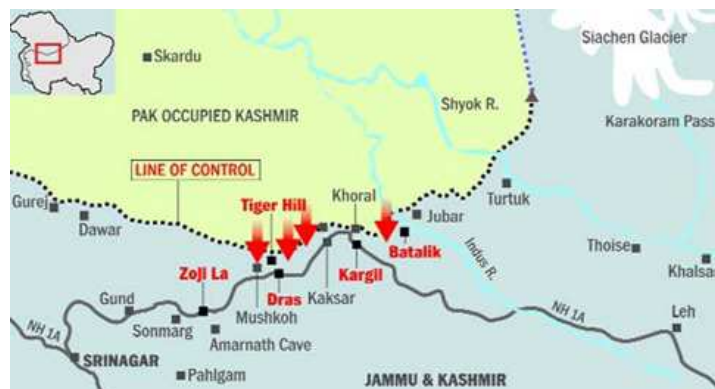 Siachen Glacier
Skardu
Shyok R.
PAK OCCUPIED KASHMIR
Karakoram Pass
LINE OF CONTROL
Khoral
Turtuk
Gurej
Tiger Hill
Dawar
Jubar
Batalik
Thoise
Indus R.
Khalsa
Zoji La
Kargil
Gund
Dras
Kaksar
Mushkoh
Sonmarg
NH 1A
Leh
Amarnath Cave
NH 1A
SRINAGAR
Pahlgam
JAMMU & KASHMIR